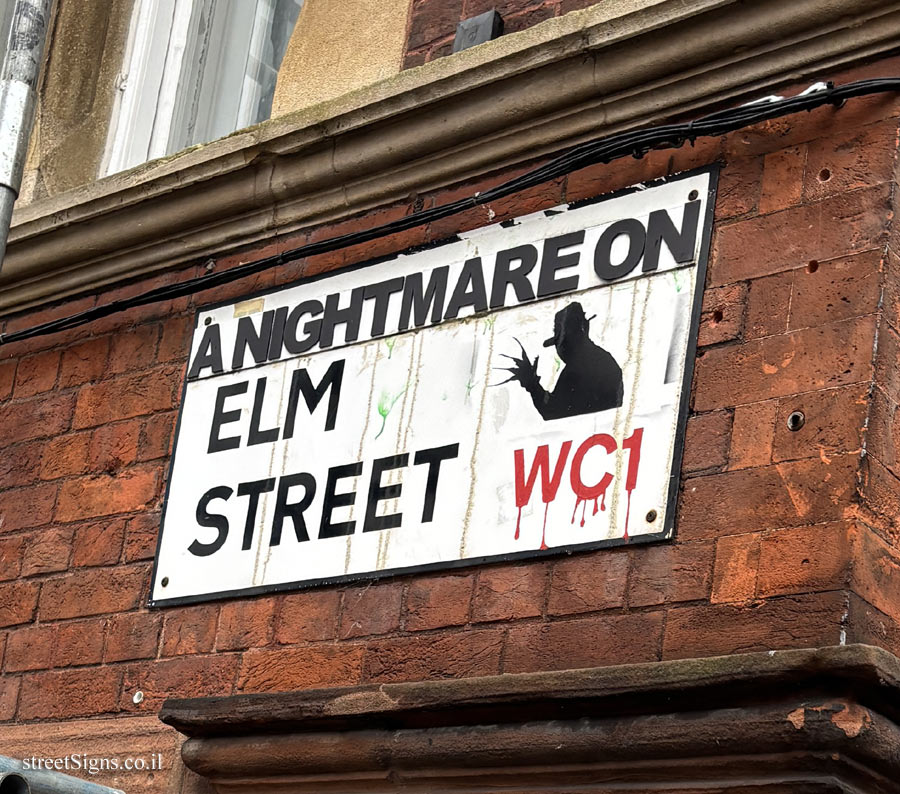 A NIGHTMARE ON
ELM
STREET
WC1
streetSigns.co.il